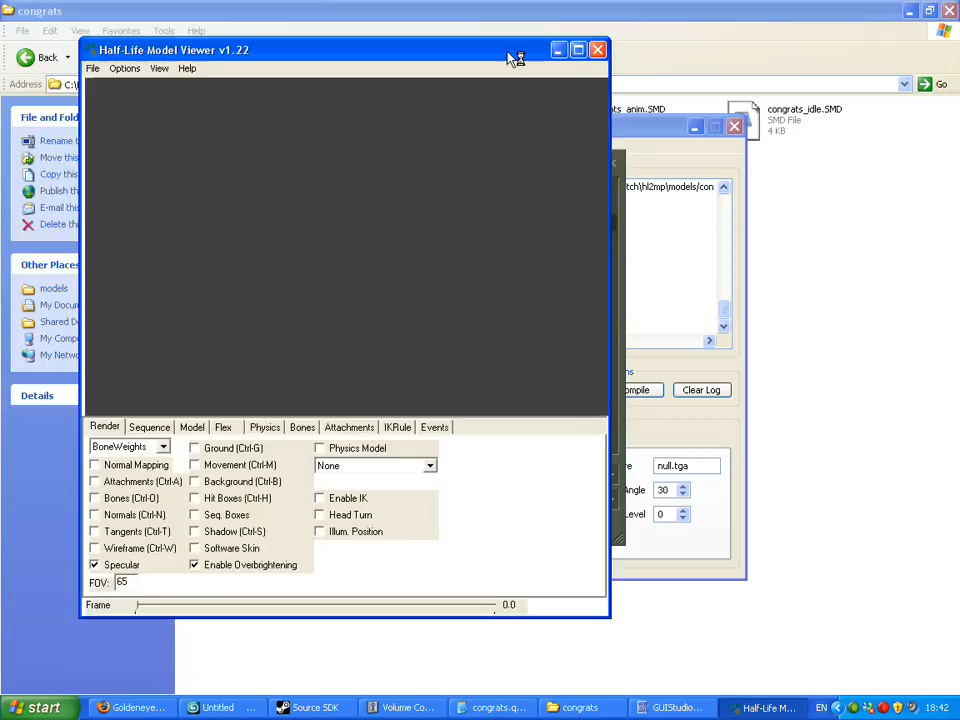 congrats
File Edit View Favorites Tools Help
Back
Address C:\
Go
File and Fold
Rename t
Move this
Copy this
Publish th
E-mail this
Delete thi
Other Places
models
My Docum
Shared D
My Compu
My Netw
Details
ats_anim.SMD
congrats_idle.SMD
SMD File
4 KB
tch\hl2mp\models/con
ns
ompile
Clear Log
re null.tga
Angle 30
Level 0
Half-Life Model Viewer v1.22
File Options View Help
Render Sequence Model Flex Physics Bones Attachments IKRule Events
BoneWeights
Ground (Ctrl-G)
Physics Model
Normal Mapping
Movement (Ctrl-M)
None
Attachments (Ctrl-A)
Background (Ctrl-B)
Bones (Ctrl-O)
Hit Boxes (Ctrl-H)
Enable IK
Normals (Ctrl-N)
Seq. Boxes
Head Turn
Tangents (Ctrl-T)
Shadow (Ctrl-S)
Illum. Position
Wireframe (Ctrl-W)
Software Skin
Specular
Enable Overbrightening
FOV: 65
Frame 0.0
start
Goldeneye...
Untitled ...
Source SDK
Volume Co...
congrats.q...
congrats
GUIStudio...
Half-Life M...
EN
18:42